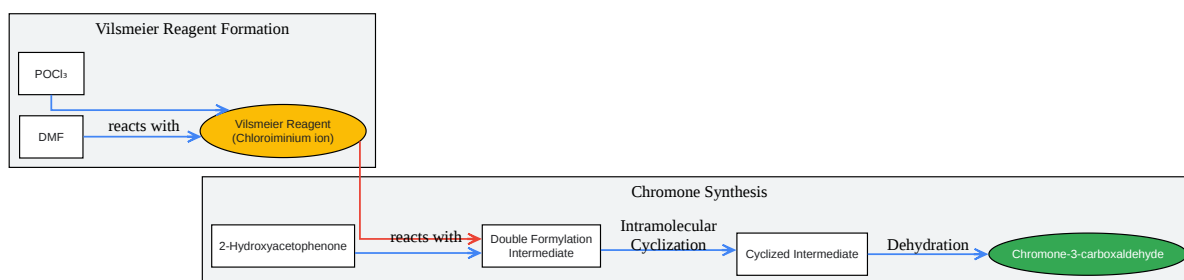 Vilsmeier Reagent Formation
POCl₃
DMF
reacts with
Vilsmeier Reagent
(Chloroiminium ion)
Chromone Synthesis
2-Hydroxyacetophenone
reacts with
Double Formylation
Intermediate
Intramolecular
Cyclization
Cyclized Intermediate
Dehydration
Chromone-3-carboxaldehyde